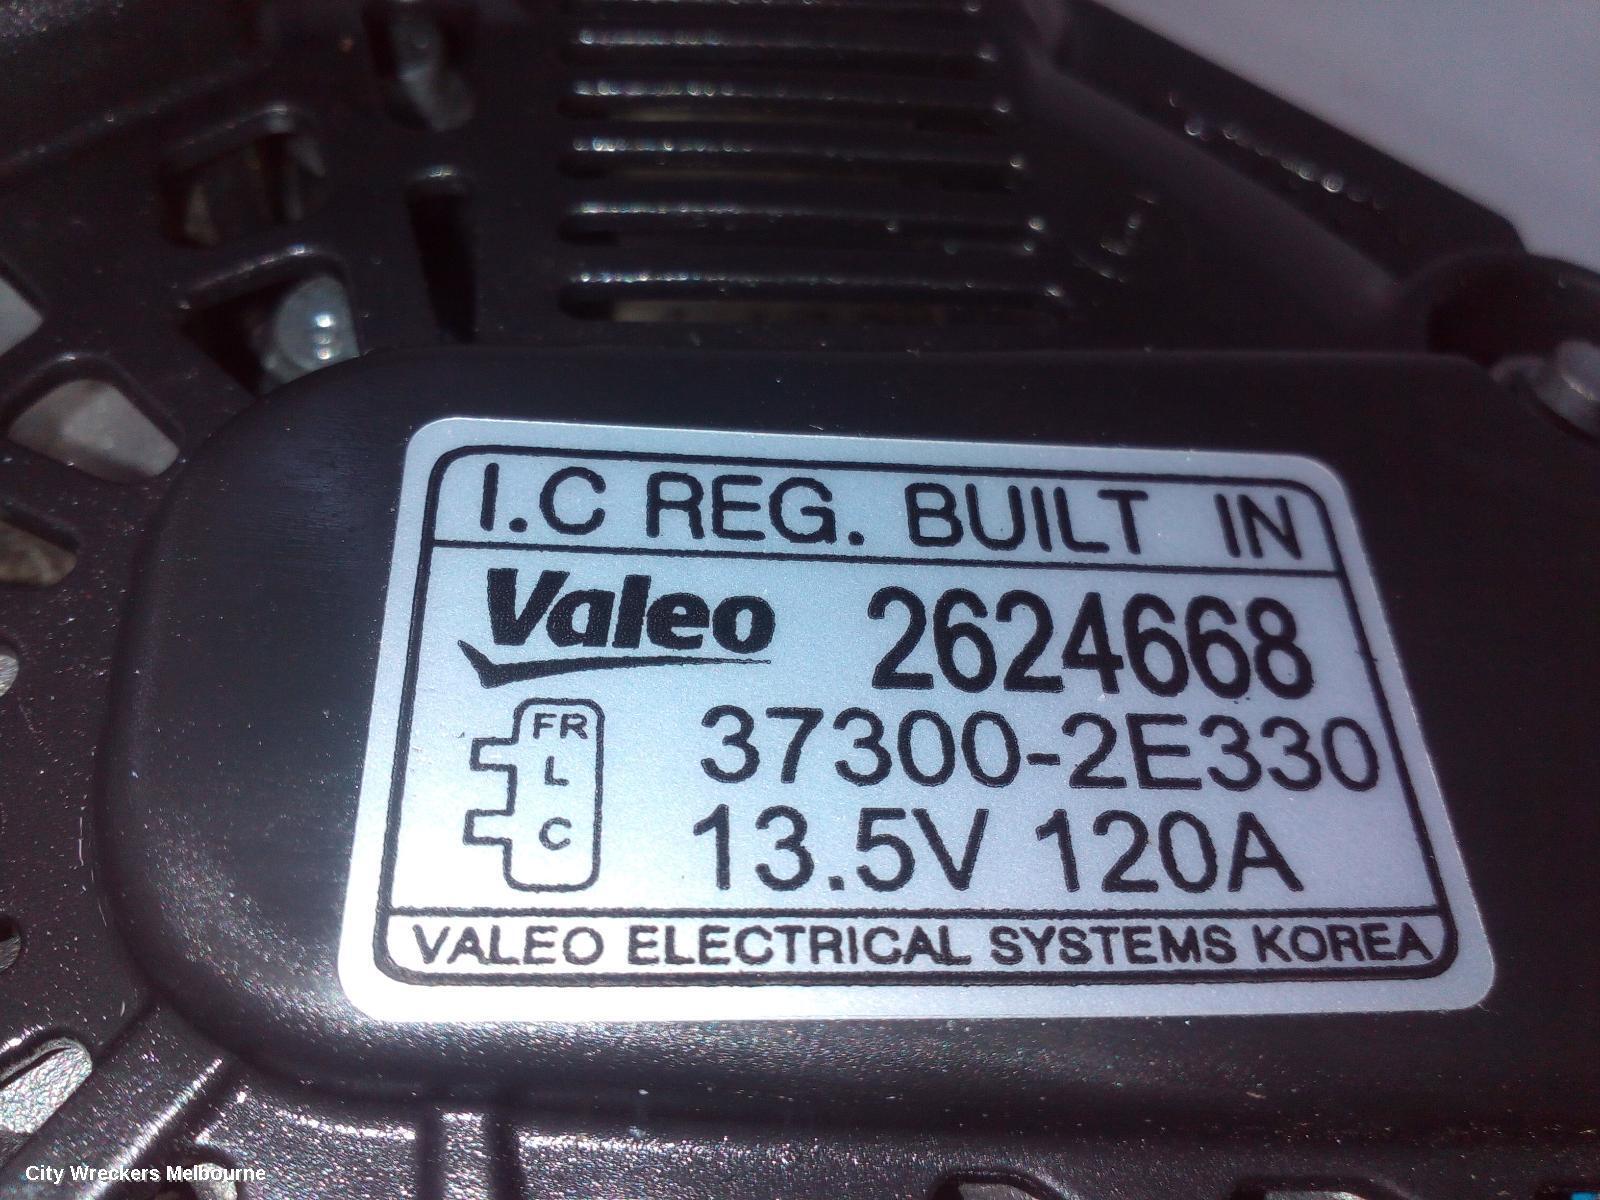 I.C REG. BUILT IN
Valeo 2624668
FR
L
C
37300-2E330
13.5V 120A
VALEO ELECTRICAL SYSTEMS KOREA
City Wreckers Melbourne